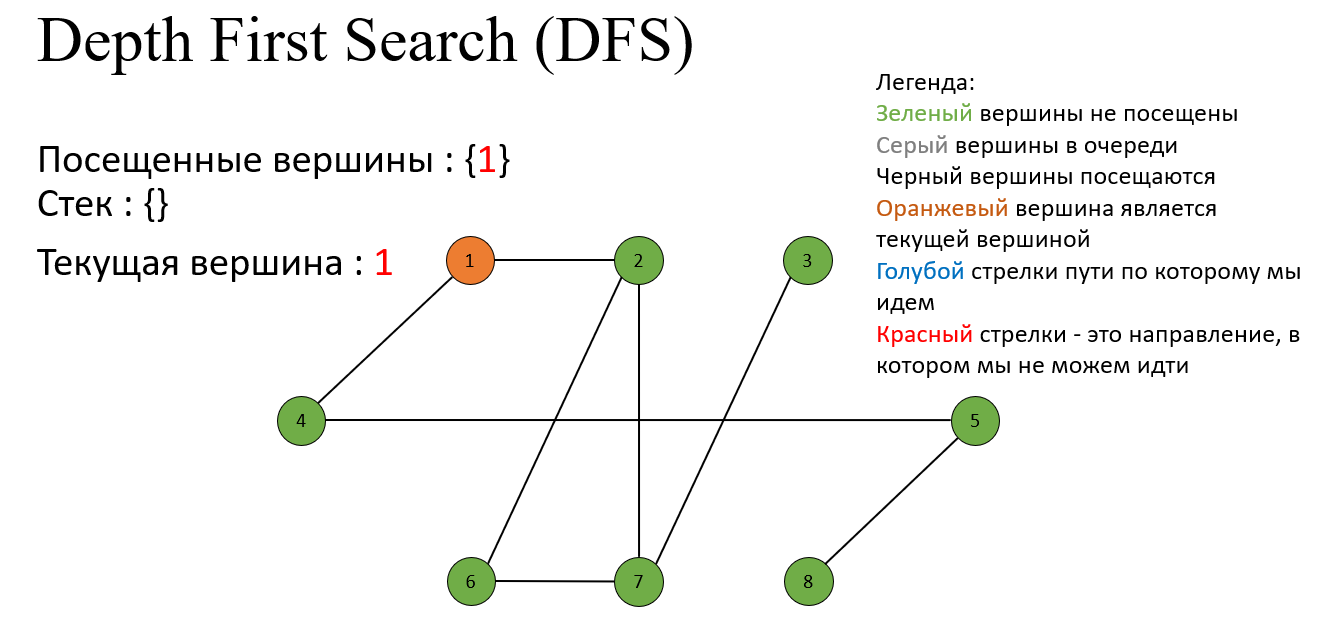 Depth First Search (DFS)
Легенда:
Зеленый вершины не посещены
Серый вершины в очереди
Черный вершины посещаются
Оранжевый вершина является
текущей вершиной
Голубой стрелки пути по которому мы
идем
Красный стрелки - это направление, в
котором мы не можем идти
Посещенные вершины : {1}
Стек : {}
Текущая вершина : 1
1 2 3
4 5
6 7 8